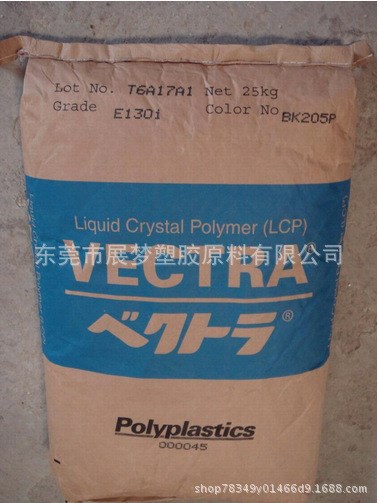 Lot No. T6A17A1 Net 25kg
Grade E130i Color No BK205P
Liquid Crystal Polymer (LCP)
VECTRA®
东莞市展梦塑胶原料有限公司
ベクトラ®
Polyplastics
000045
shop78349y01466d9.1688.com